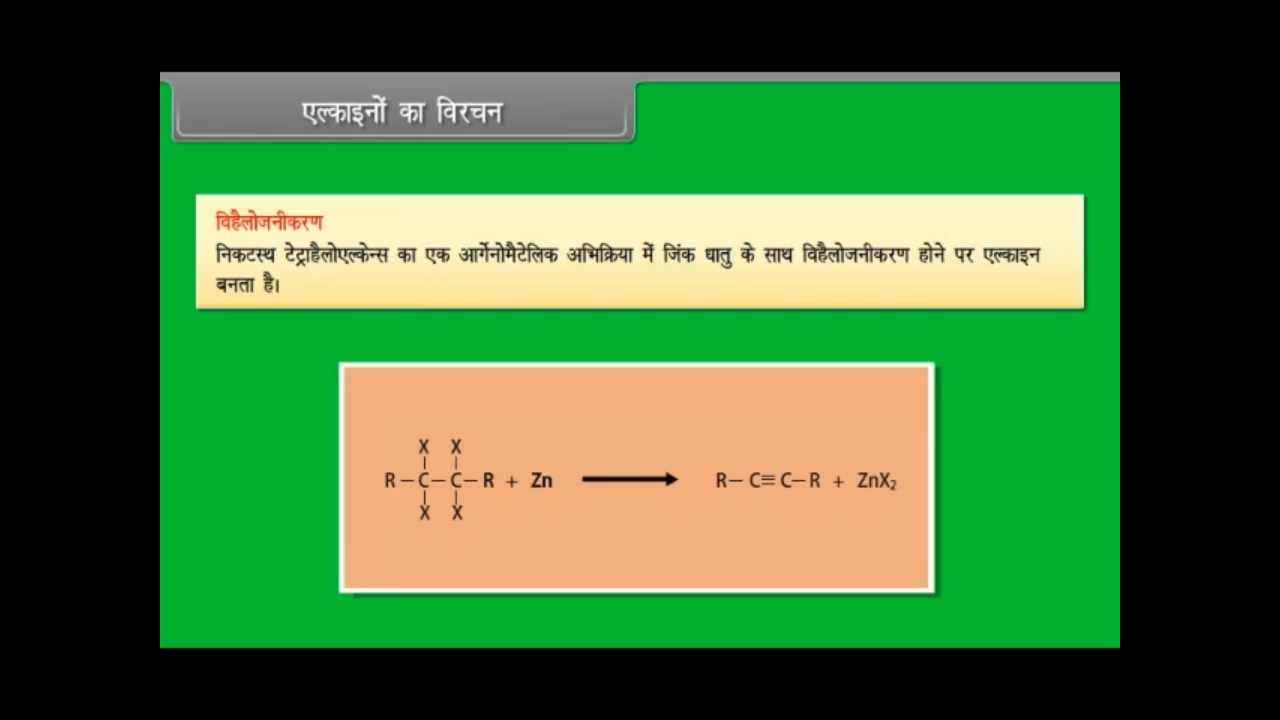 एल्काइनों का विरचन
विहैलोजनीकरण
निकटस्थ टेट्राहैलोएल्केन्स का एक आर्गेनोमैटेलिक अभिक्रिया में जिंक धातु के साथ विहैलोजनीकरण होने पर एल्काइन
बनता है।
X X
R – C – C – R + Zn ⟶ R – C ≡ C – R + ZnX₂
X X